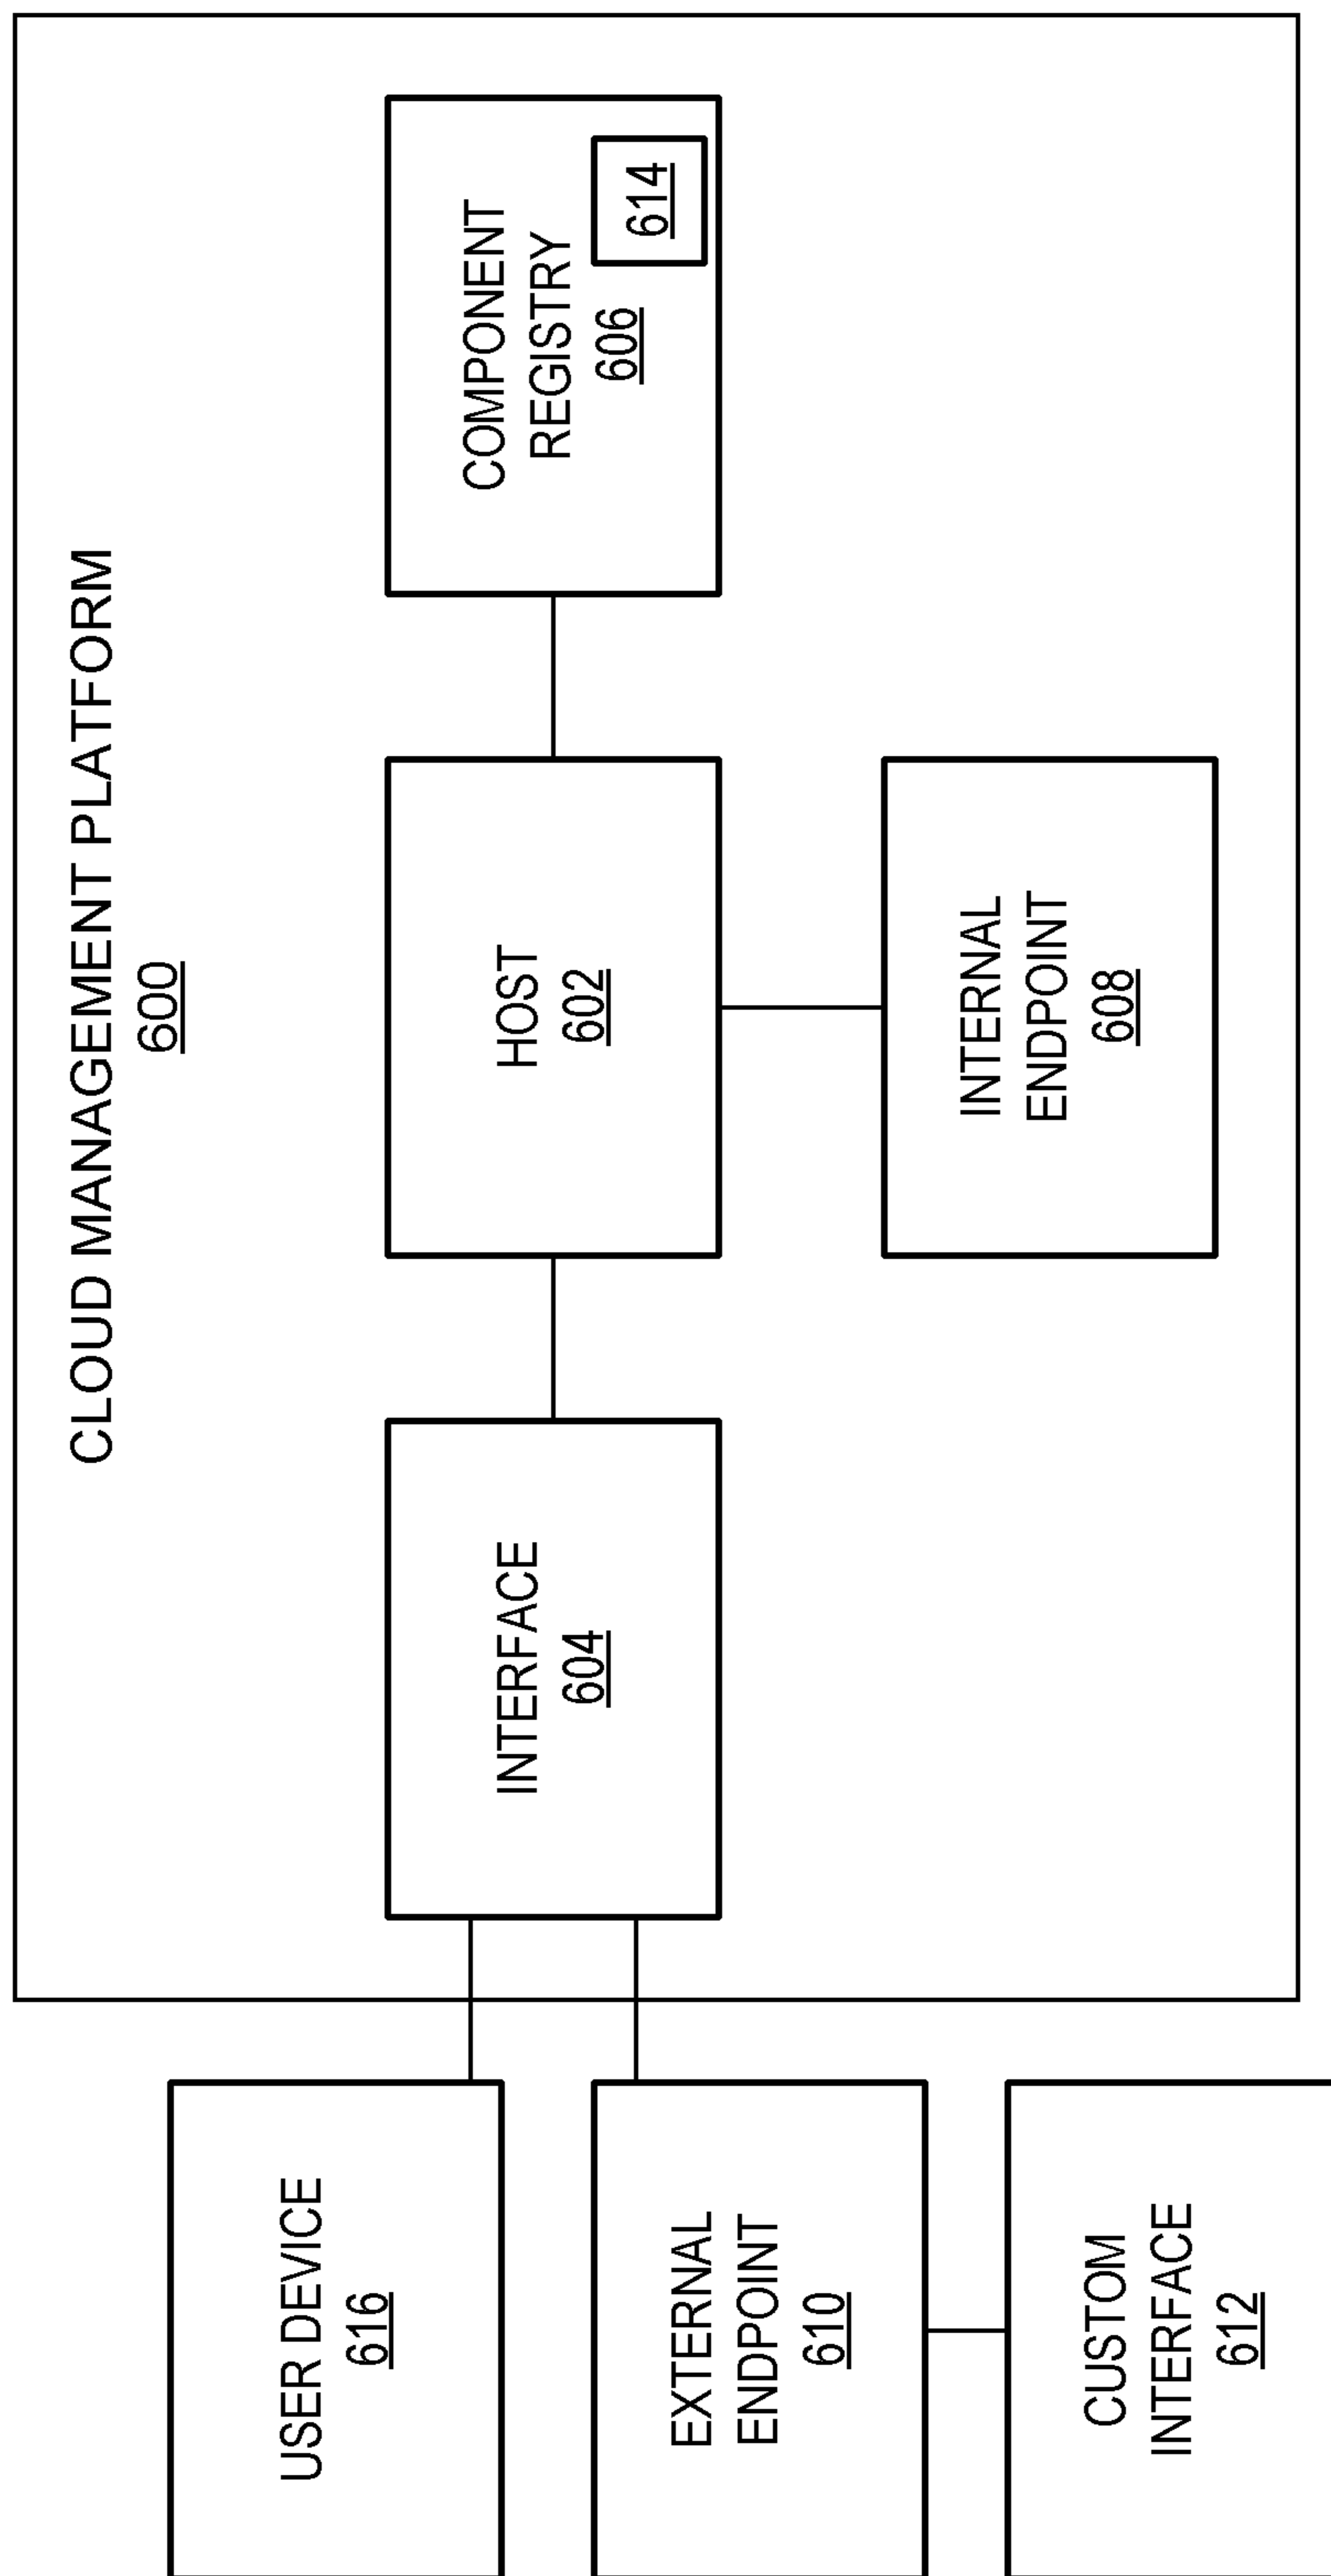 CLOUD MANAGEMENT PLATFORM
600
USER DEVICE
616
EXTERNAL
ENDPOINT
610
CUSTOM
INTERFACE
612
INTERFACE
604
HOST
602
INTERNAL
ENDPOINT
608
COMPONENT
REGISTRY
606
614